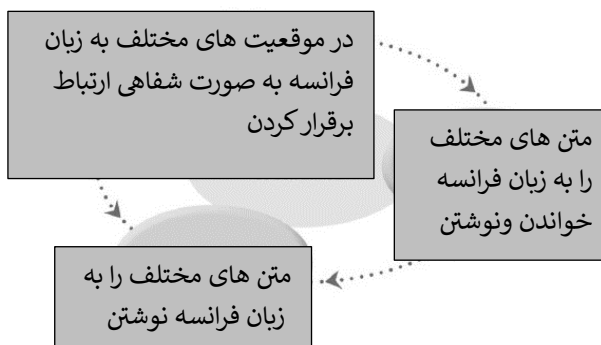 در موقعیت های مختلف به زبان
فرانسه به صورت شفاهی ارتباط
برقرار کردن
متن های مختلف
را به زبان فرانسه
خواندن ونوشتن
متن های مختلف را به
زبان فرانسه نوشتن